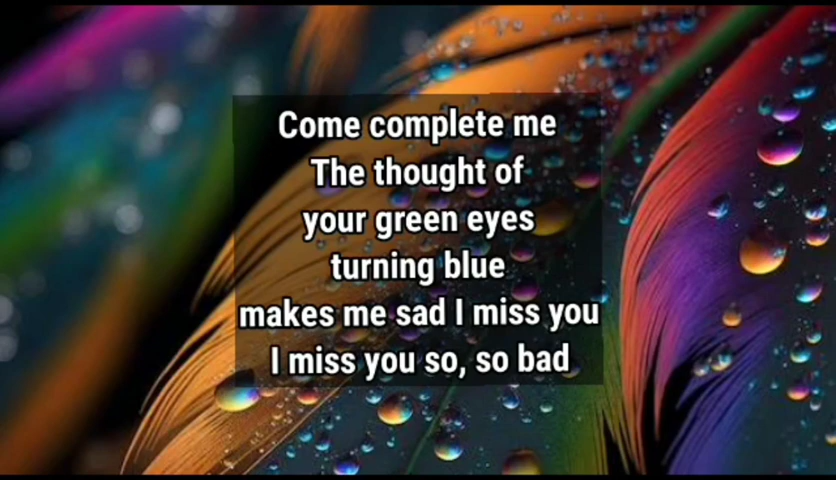 Come complete me
The thought of
your green eyes
turning blue
makes me sad I miss you
I miss you so, so bad